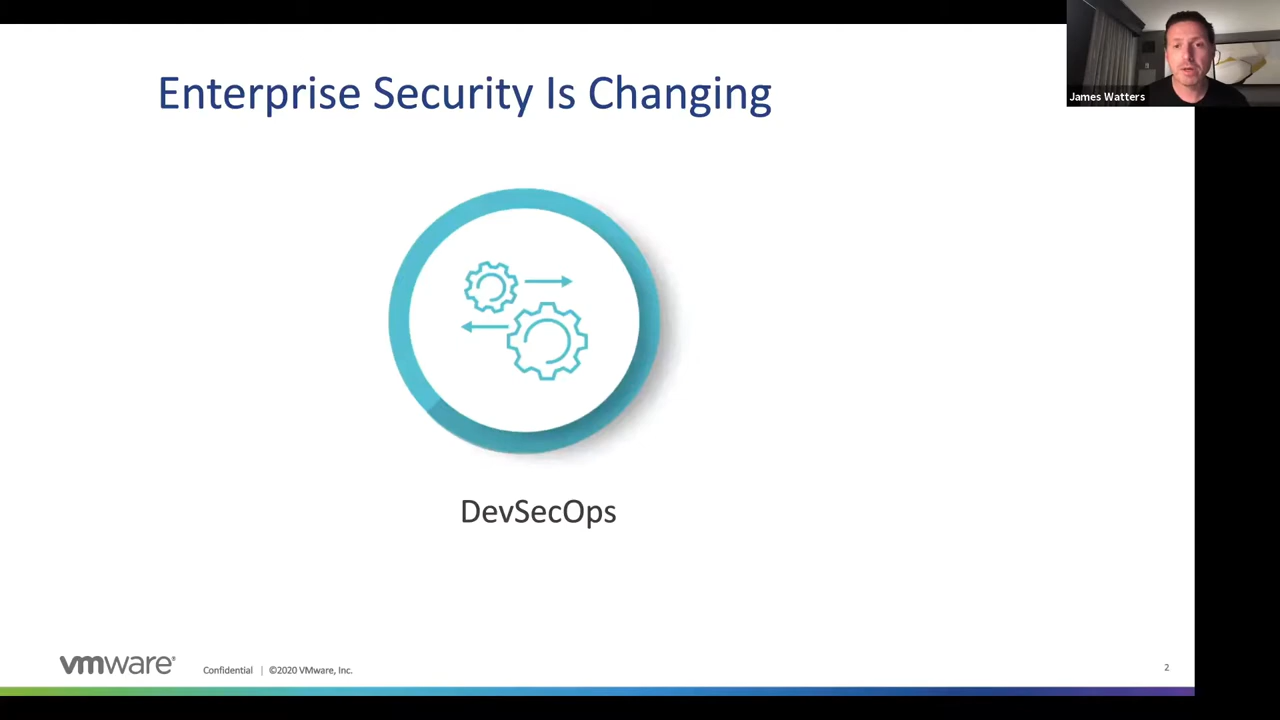 Enterprise Security Is Changing
James Watters
DevSecOps
vmware®
Confidential | ©2020 VMware, Inc.
2